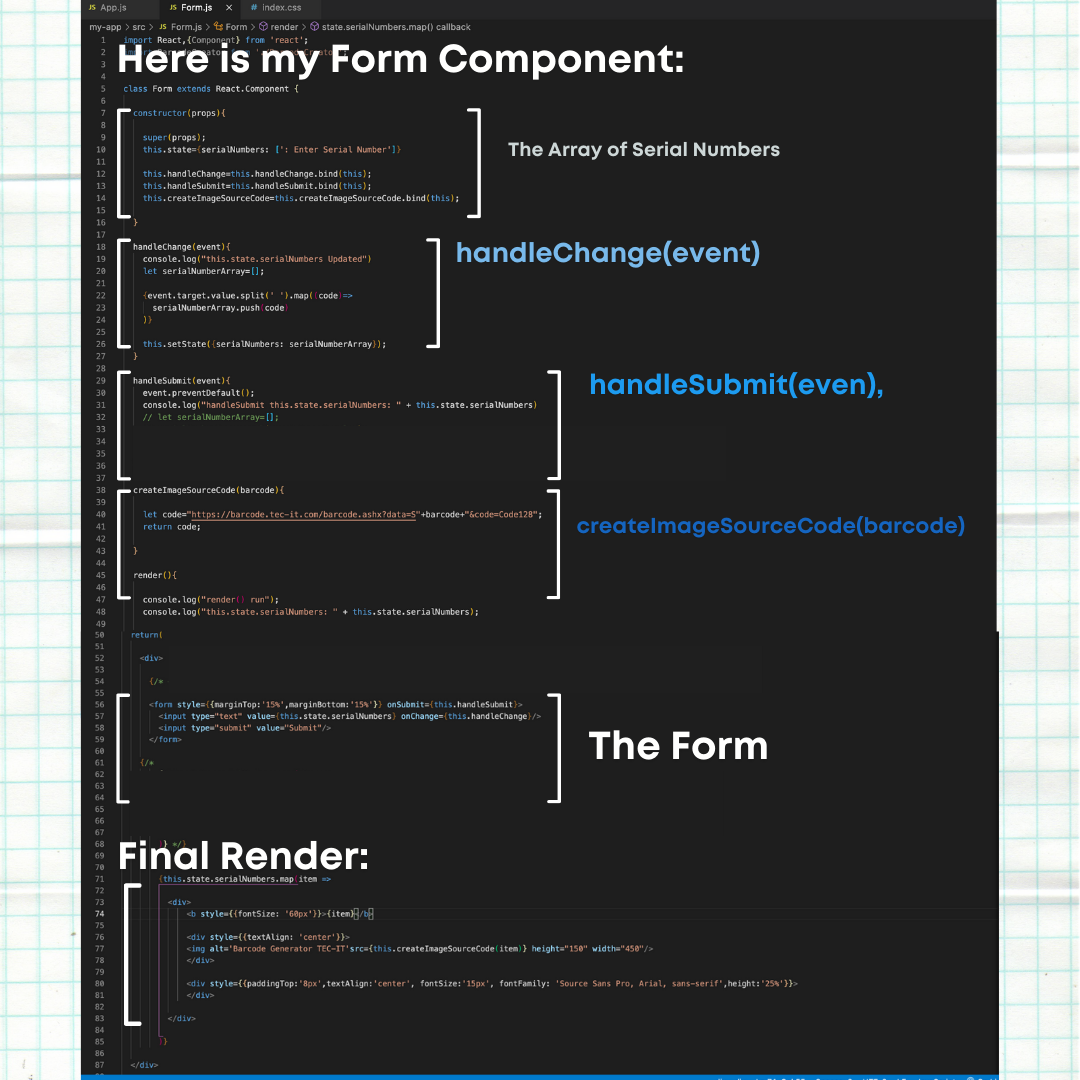 JS App.js
JS Form.js ×
# index.css
my-app > src > JS Form.js > Form > render > state.serialNumbers.map() callback
1 import React,{Component} from 'react';
2
Here is my Form Component:
3
4
5 class Form extends React.Component {
6
7 constructor(props){
8
9 super(props);
10 this.state={serialNumbers: [': Enter Serial Number']}
The Array of Serial Numbers
11
12 this.handleChange=this.handleChange.bind(this);
13 this.handleSubmit=this.handleSubmit.bind(this);
14 this.createImageSourceCode=this.createImageSourceCode.bind(this);
15
16 }
17
18 handleChange(event){
handleChange(event)
19 console.log("this.state.serialNumbers Updated")
20 let serialNumberArray=[];
21
22 {event.target.value.split(' ').map((code)=>
23 serialNumberArray.push(code)
24 )}
25
26 this.setState({serialNumbers: serialNumberArray});
27 }
28
29 handleSubmit(event){
handleSubmit(even),
30 event.preventDefault();
31 console.log("handleSubmit this.state.serialNumbers: " + this.state.serialNumbers)
32 // let serialNumberArray=[];
33
34
35
36
37
38 createImageSourceCode(barcode){
39
40 let code="https://barcode.tec-it.com/barcode.ashx?data=S"+barcode+"&code=Code128";
41 return code;
createImageSourceCode(barcode)
42
43 }
44
45 render(){
46
47 console.log("render() run");
48 console.log("this.state.serialNumbers: " + this.state.serialNumbers);
49
50 return(
51
52 <div>
53
54 {/*
55
56 <form style={{marginTop:'15%',marginBottom:'15%'}} onSubmit={this.handleSubmit}>
57 <input type="text" value={this.state.serialNumbers} onChange={this.handleChange}/>
58 <input type="submit" value="Submit"/>
59 </form>
The Form
60
61 {/*
62
63
64
65
66
67
68 )} */}
69
Final Render:
70
71 {this.state.serialNumbers.map(item =>
72
73 <div>
74 <b style={{fontSize: '60px'}}>{item}</b>
75
76 <div style={{textAlign: 'center'}}>
77 <img alt='Barcode Generator TEC-IT'src={this.createImageSourceCode(item)} height="150" width="450"/>
78 </div>
79
80 <div style={{paddingTop:'8px',textAlign:'center', fontSize:'15px', fontFamily: 'Source Sans Pro, Arial, sans-serif',height:'25%'}}>
81 </div>
82
83 </div>
84
85 )}
86
87 </div>